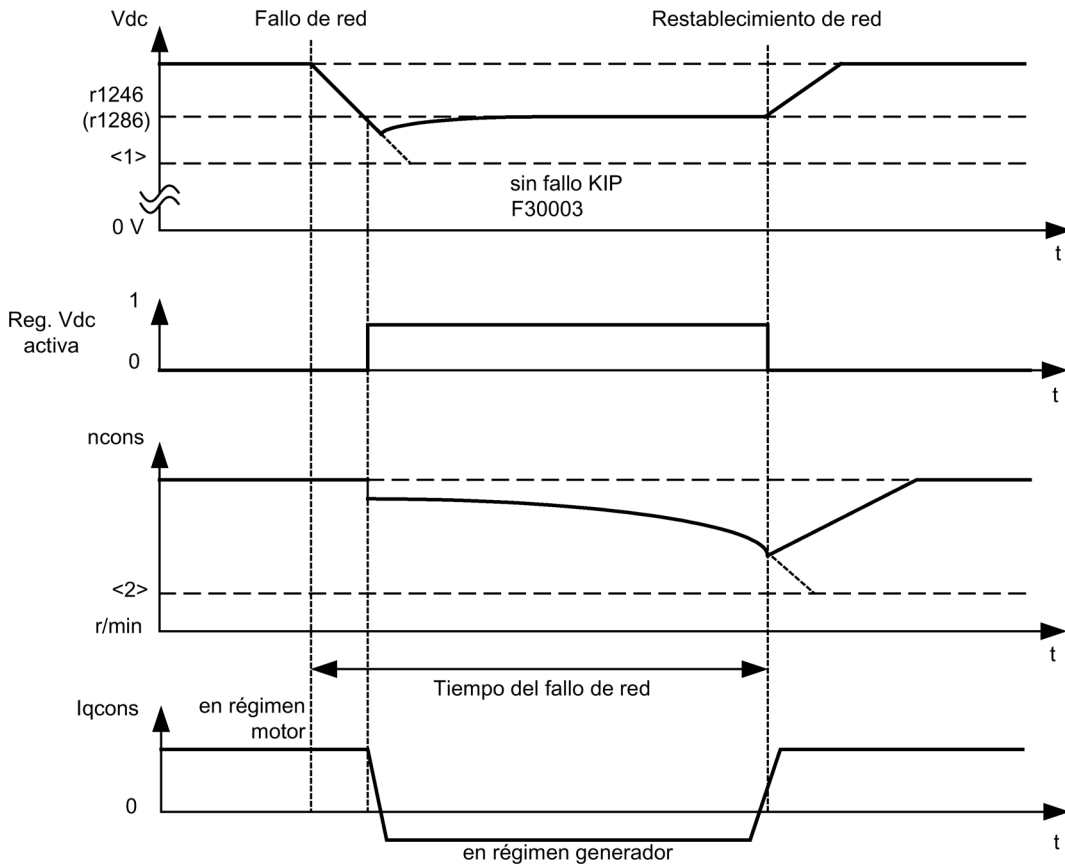 Vdc
Fallo de red
Restablecimiento de red
r1246
(r1286)
<1>
sin fallo KIP
F30003
0 V
t
1
Reg. Vdc
activa
0
t
ncons
<2>
r/min
t
Tiempo del fallo de red
Iqcons
en régimen
motor
0
t
en régimen generador